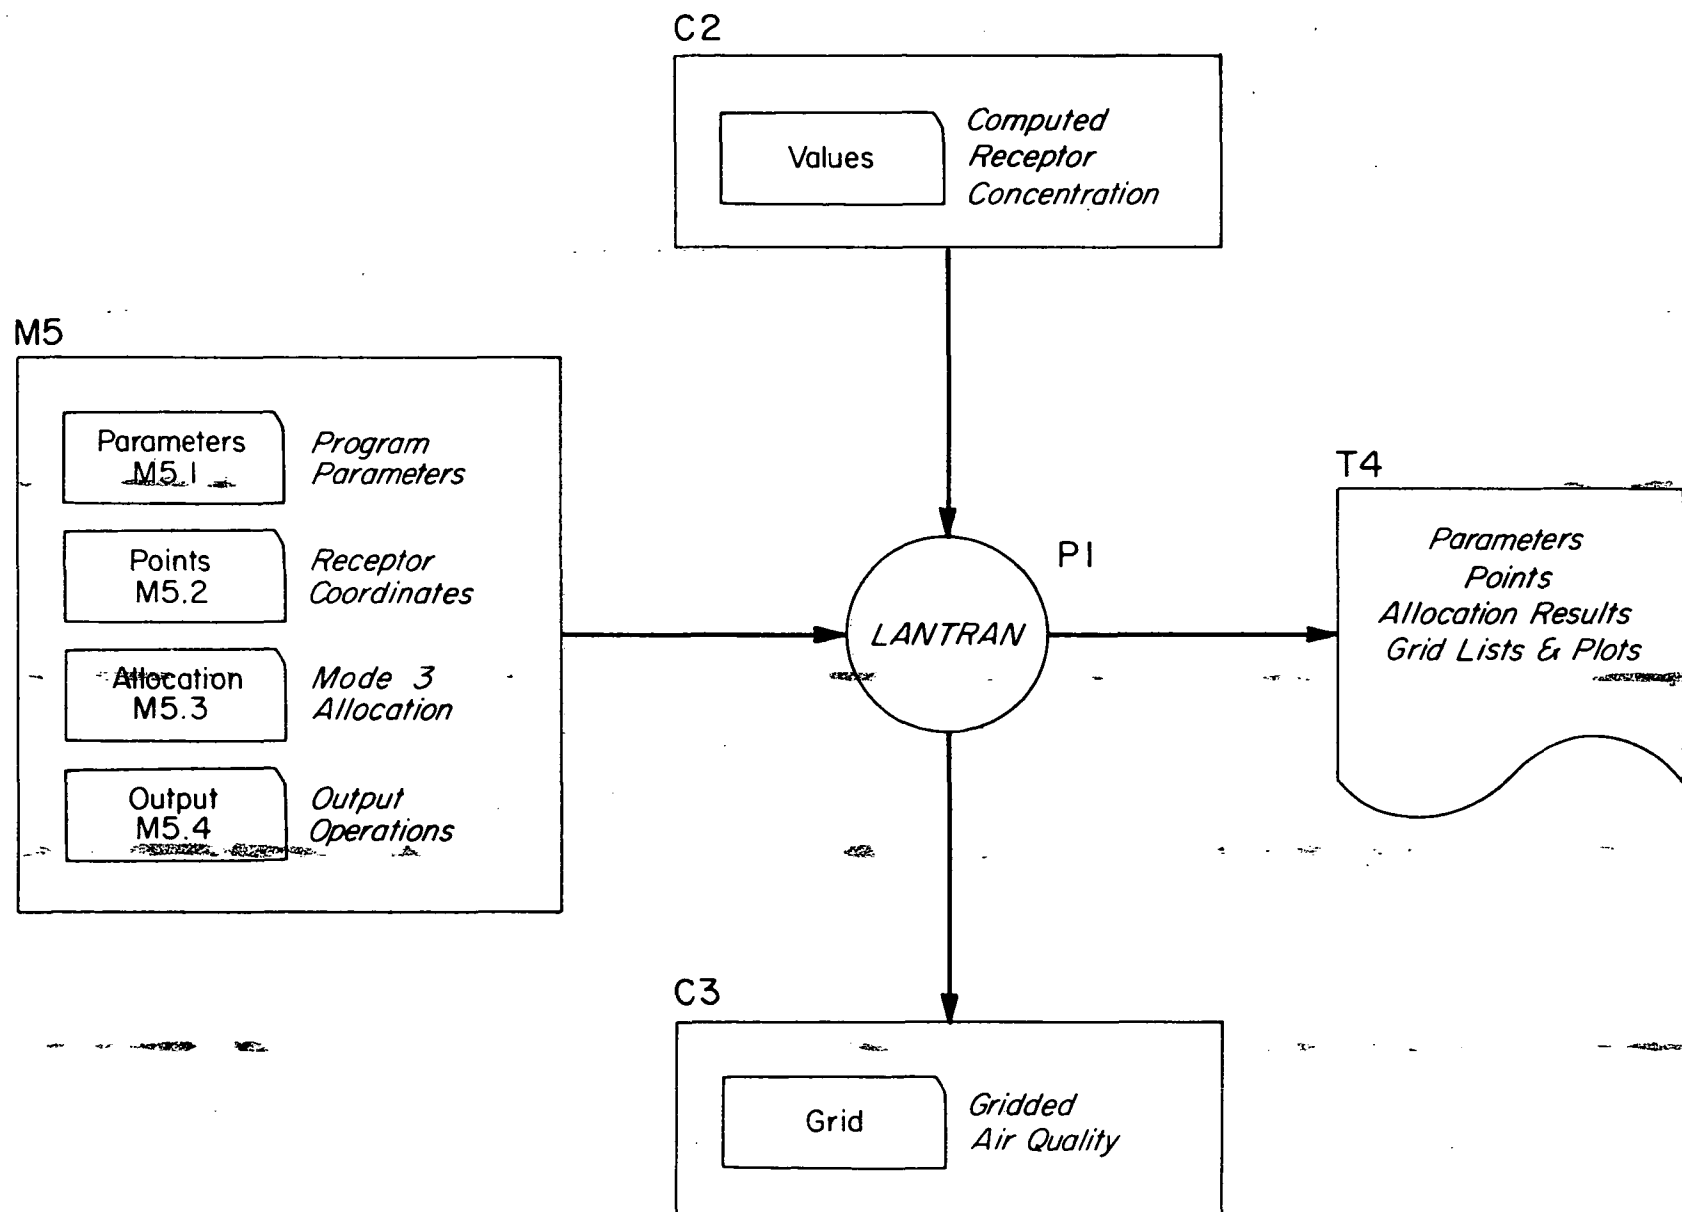 C2
Values
Computed
Receptor
Concentration
M5
Parameters
M5.1
Program
Parameters
Points
M5.2
Receptor
Coordinates
Allocation
M5.3
Mode 3
Allocation
Output
M5.4
Output
Operations
P1
LANTRAN
T4
Parameters
Points
Allocation Results
Grid Lists & Plots
C3
Grid
Gridded
Air Quality